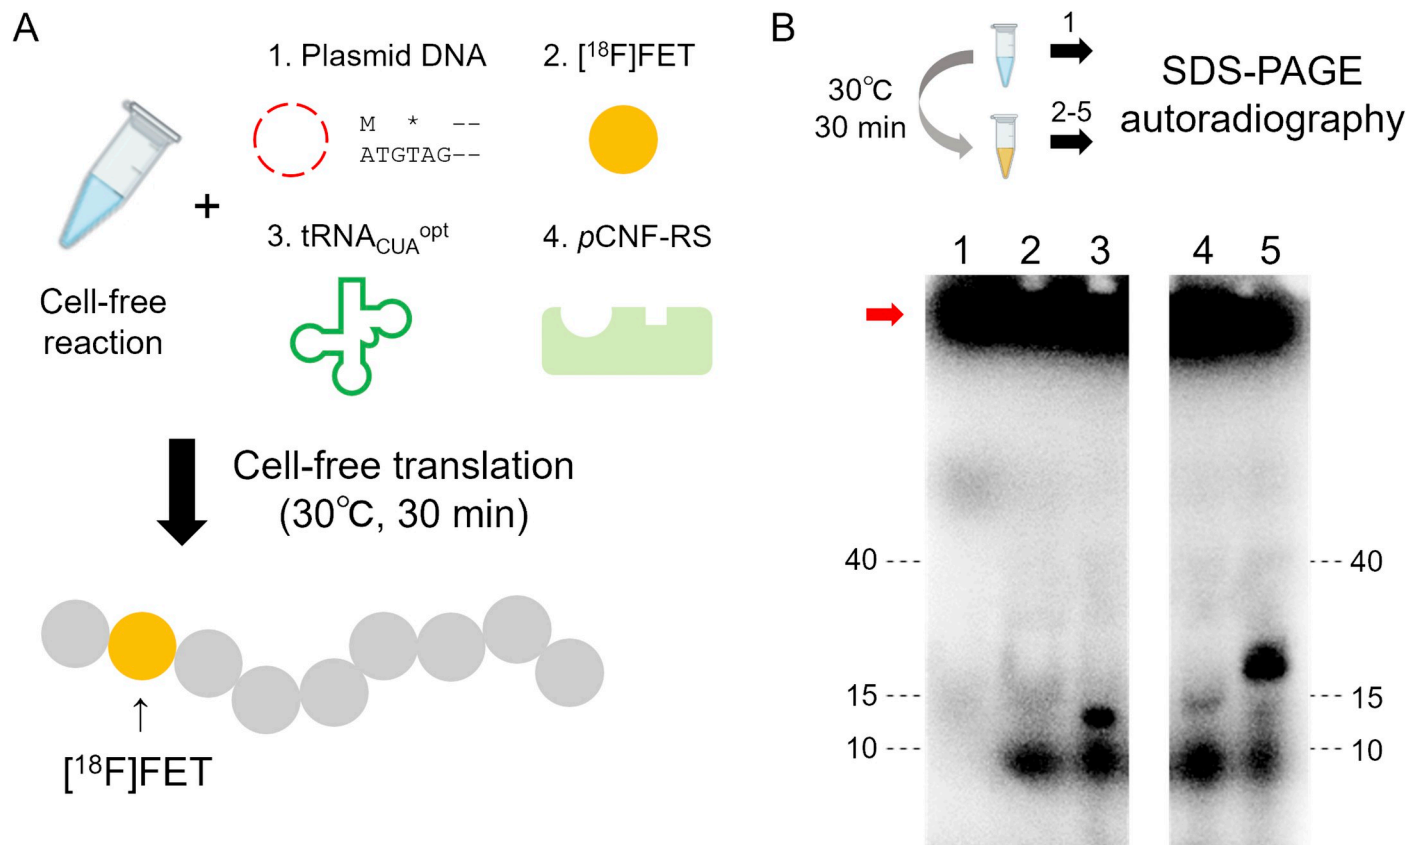 A
1. Plasmid DNA
2. [¹⁸F]FET
M * --
ATGTAG--
+
3. tRNA_CUA^opt
4. pCNF-RS
Cell-free
reaction
Cell-free translation
(30℃, 30 min)
↑
[¹⁸F]FET
B
1
30℃
30 min
2-5
SDS-PAGE
autoradiography
1 2 3 4 5
40 --- --- 40
15 --- --- 15
10 --- --- 10